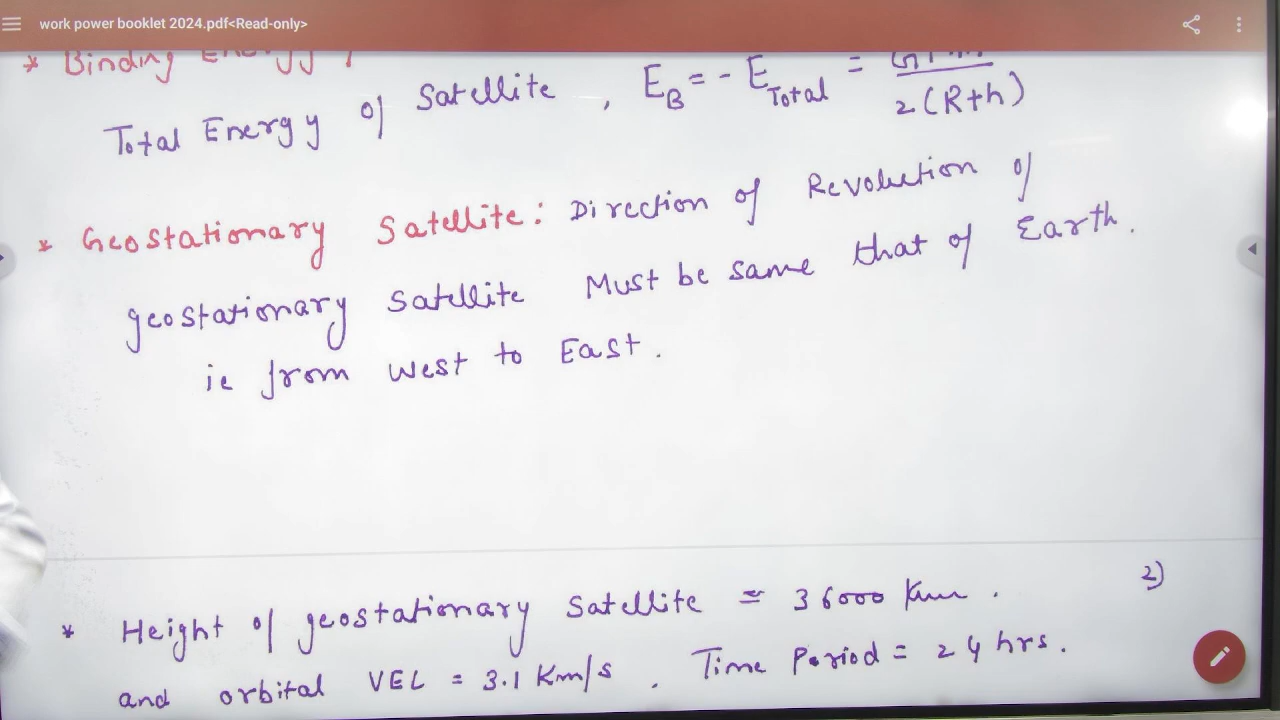 work power booklet 2024.pdf<Read-only>
* Binding Energy
Total Energy of Satellite , E_B = - E_Total = GMm / 2(R+h)
* Geostationary Satellite: Direction of Revolution of
geostationary satellite Must be same that of Earth.
ie from West to East.
* Height of geostationary Satellite ≈ 36000 Km .
2)
and orbital VEL = 3.1 Km/s . Time Period = 24 hrs.